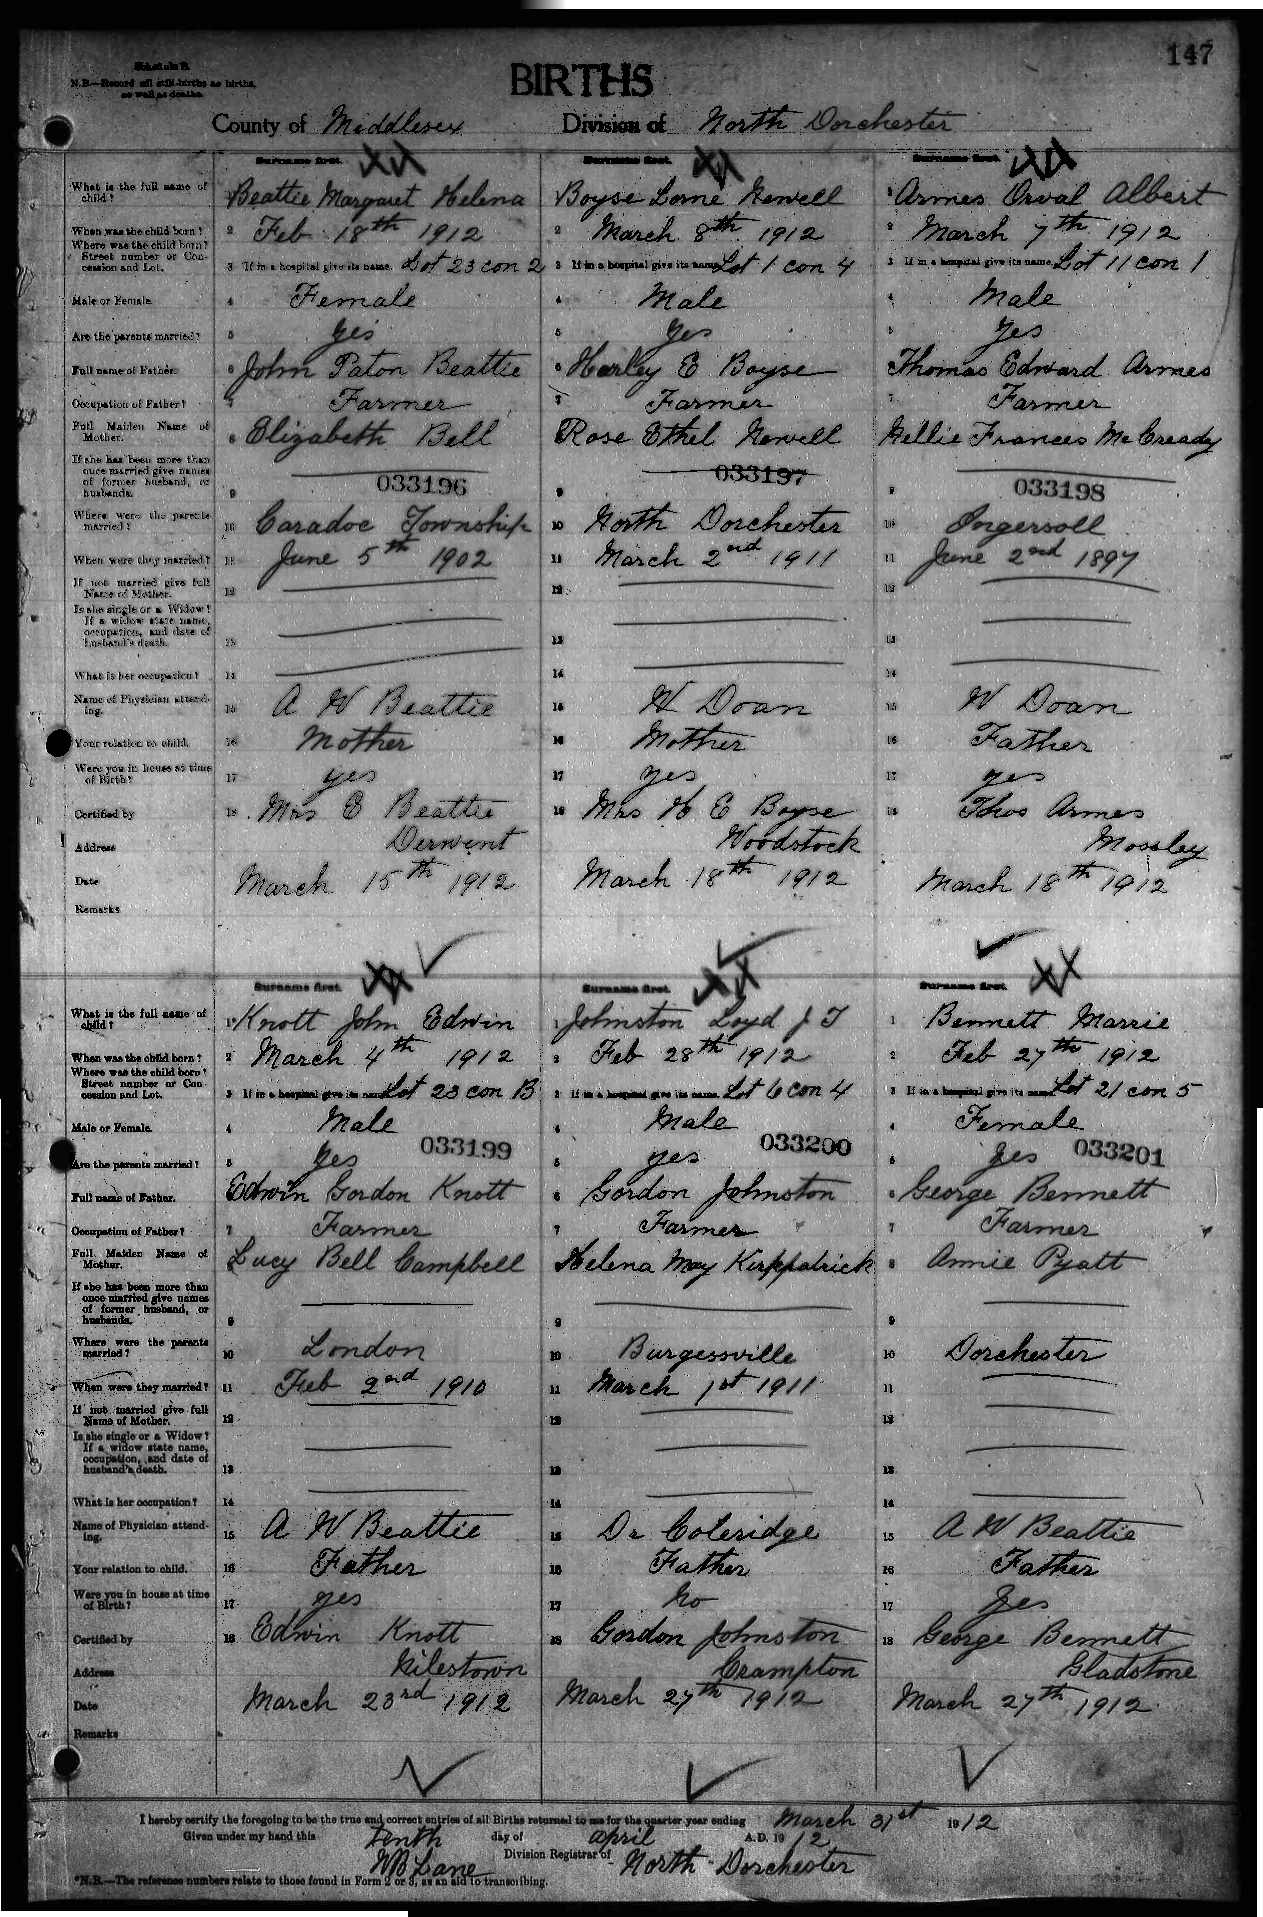 147
Schedule B.
N.B.—Record all still-births as births,
as well as deaths.
BIRTHS
County of Middlesex Division of North Dorchester
Surname first. Surname first. Surname first.
XX XX XX
What is the full name of child? Beattie Margaret Helena Boyse Lorne Newell 1 Armes Orval Albert
When was the child born? 2 Feb 18th 1912 2 March 8th 1912 2 March 7th 1912
Where was the child born? Street number or Concession and Lot. 3 If in a hospital give its name. Lot 23 con 2 3 If in a hospital give its name Lot 1 con 4 3 If in a hospital give its name. Lot 11 con 1
Male or Female. 4 Female 4 Male 4 Male
Are the parents married? 5 Yes 5 Yes 5 Yes
Full name of Father. 6 John Paton Beattie 6 Harley E Boyse Thomas Edward Armes
Occupation of Father? 7 Farmer 7 Farmer 7 Farmer
Full Maiden Name of Mother. 8 Elizabeth Bell Rose Ethel Newell Nellie Frances McCready
If she has been more than once married give names of former husband, or husbands. 9 033196 9 033197 9 033198
Where were the parents married? 10 Caradoc Township 10 North Dorchester 10 Ingersoll
When were they married? 11 June 5th 1902 11 March 2nd 1911 11 June 2nd 1897
If not married give full Name of Mother. 12 12 12
Is she single or a Widow? If a widow state name, occupation, and date of husband's death. 13 13 13
What is her occupation? 14 14 14
Name of Physician attending. 15 A W Beattie 15 W Doan 15 W Doan
Your relation to child. 16 Mother 16 Mother 16 Father
Were you in house at time of Birth? 17 yes 17 yes 17 yes
Certified by 18 Mrs E Beattie 18 Mrs H E Boyse 18 Thos Armes
Address Derwent Woodstock Mossley
Date March 15th 1912 March 18th 1912 March 18th 1912
Remarks
Surname first. Surname first. Surname first.
XX XX XX
What is the full name of child? 1 Knott John Edwin 1 Johnston Loyd J T 1 Bennett Marrie
When was the child born? 2 March 4th 1912 2 Feb 28th 1912 2 Feb 27th 1912
Where was the child born? Street number or Concession and Lot. 3 If in a hospital give its name Lot 23 con B 3 If in a hospital give its name. Lot 6 con 4 3 If in a hospital give its name Lot 21 con 5
Male or Female. 4 Male 4 Male 4 Female
Are the parents married? 5 Yes 033199 5 yes 033200 5 Yes 033201
Full name of Father. Edwin Gordon Knott 6 Gordon Johnston 6 George Bennett
Occupation of Father? 7 Farmer 7 Farmer 7 Farmer
Full Maiden Name of Mother. Lucy Bell Campbell Helena May Kirkpatrick 8 Annie Pyatt
If she has been more than once married give names of former husband, or husbands. 9 9 9
Where were the parents married? 10 London 10 Burgessville 10 Dorchester
When were they married? 11 Feb 2nd 1910 11 March 1st 1911 11
If not married give full Name of Mother. 12 12 12
Is she single or a Widow? If a widow state name, occupation, and date of husband's death. 13 13 13
What is her occupation? 14 14 14
Name of Physician attending. 15 A W Beattie 15 Dr Coleridge 15 A W Beattie
Your relation to child. 16 Father 16 Father 16 Father
Were you in house at time of Birth? 17 yes 17 No 17 Yes
Certified by 18 Edwin Knott 18 Gordon Johnston 18 George Bennett
Address Nilestown Crampton Gladstone
Date March 23rd 1912 March 27th 1912 March 27th 1912
Remarks
I hereby certify the foregoing to be the true and correct entries of all Births returned to me for the quarter year ending March 31st 1912
Given under my hand this tenth day of April A.D. 1912
WB Lane Division Registrar of North Dorchester
*N.B.—The reference numbers relate to those found in Form 2 or 3, as an aid to transcribing.